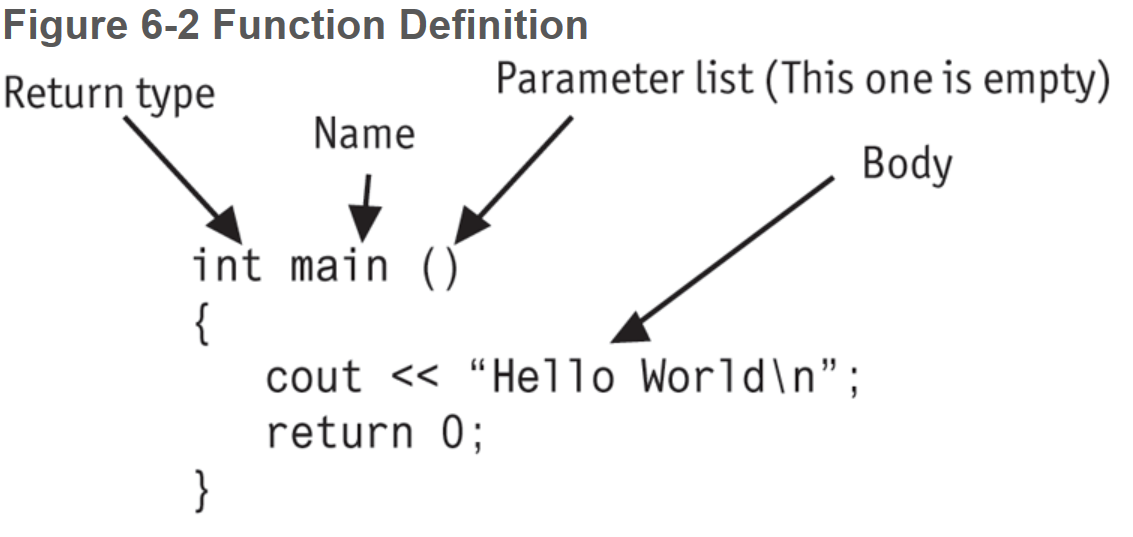 Figure 6-2 Function Definition
Return type
Name
Parameter list (This one is empty)
Body
int main ()
{
cout << “Hello World\n”;
return 0;
}